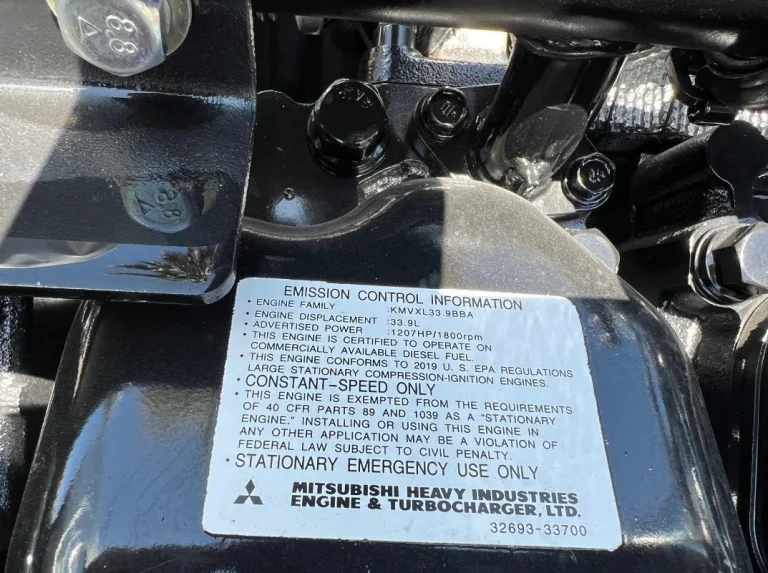 8.8
8.8
EMISSION CONTROL INFORMATION
• ENGINE FAMILY :KMVXL33.9BBA
• ENGINE DISPLACEMENT :33.9L
• ADVERTISED POWER :1207HP/1800rpm
• THIS ENGINE IS CERTIFIED TO OPERATE ON
COMMERCIALLY AVAILABLE DIESEL FUEL.
• THIS ENGINE CONFORMS TO 2019 U. S. EPA REGULATIONS
LARGE STATIONARY COMPRESSION-IGNITION ENGINES.
• CONSTANT-SPEED ONLY
• THIS ENGINE IS EXEMPTED FROM THE REQUIREMENTS
OF 40 CFR PARTS 89 AND 1039 AS A "STATIONARY
ENGINE." INSTALLING OR USING THIS ENGINE IN
ANY OTHER APPLICATION MAY BE A VIOLATION OF
FEDERAL LAW SUBJECT TO CIVIL PENALTY.
• STATIONARY EMERGENCY USE ONLY
MITSUBISHI HEAVY INDUSTRIES
ENGINE & TURBOCHARGER, LTD.
32693-33700